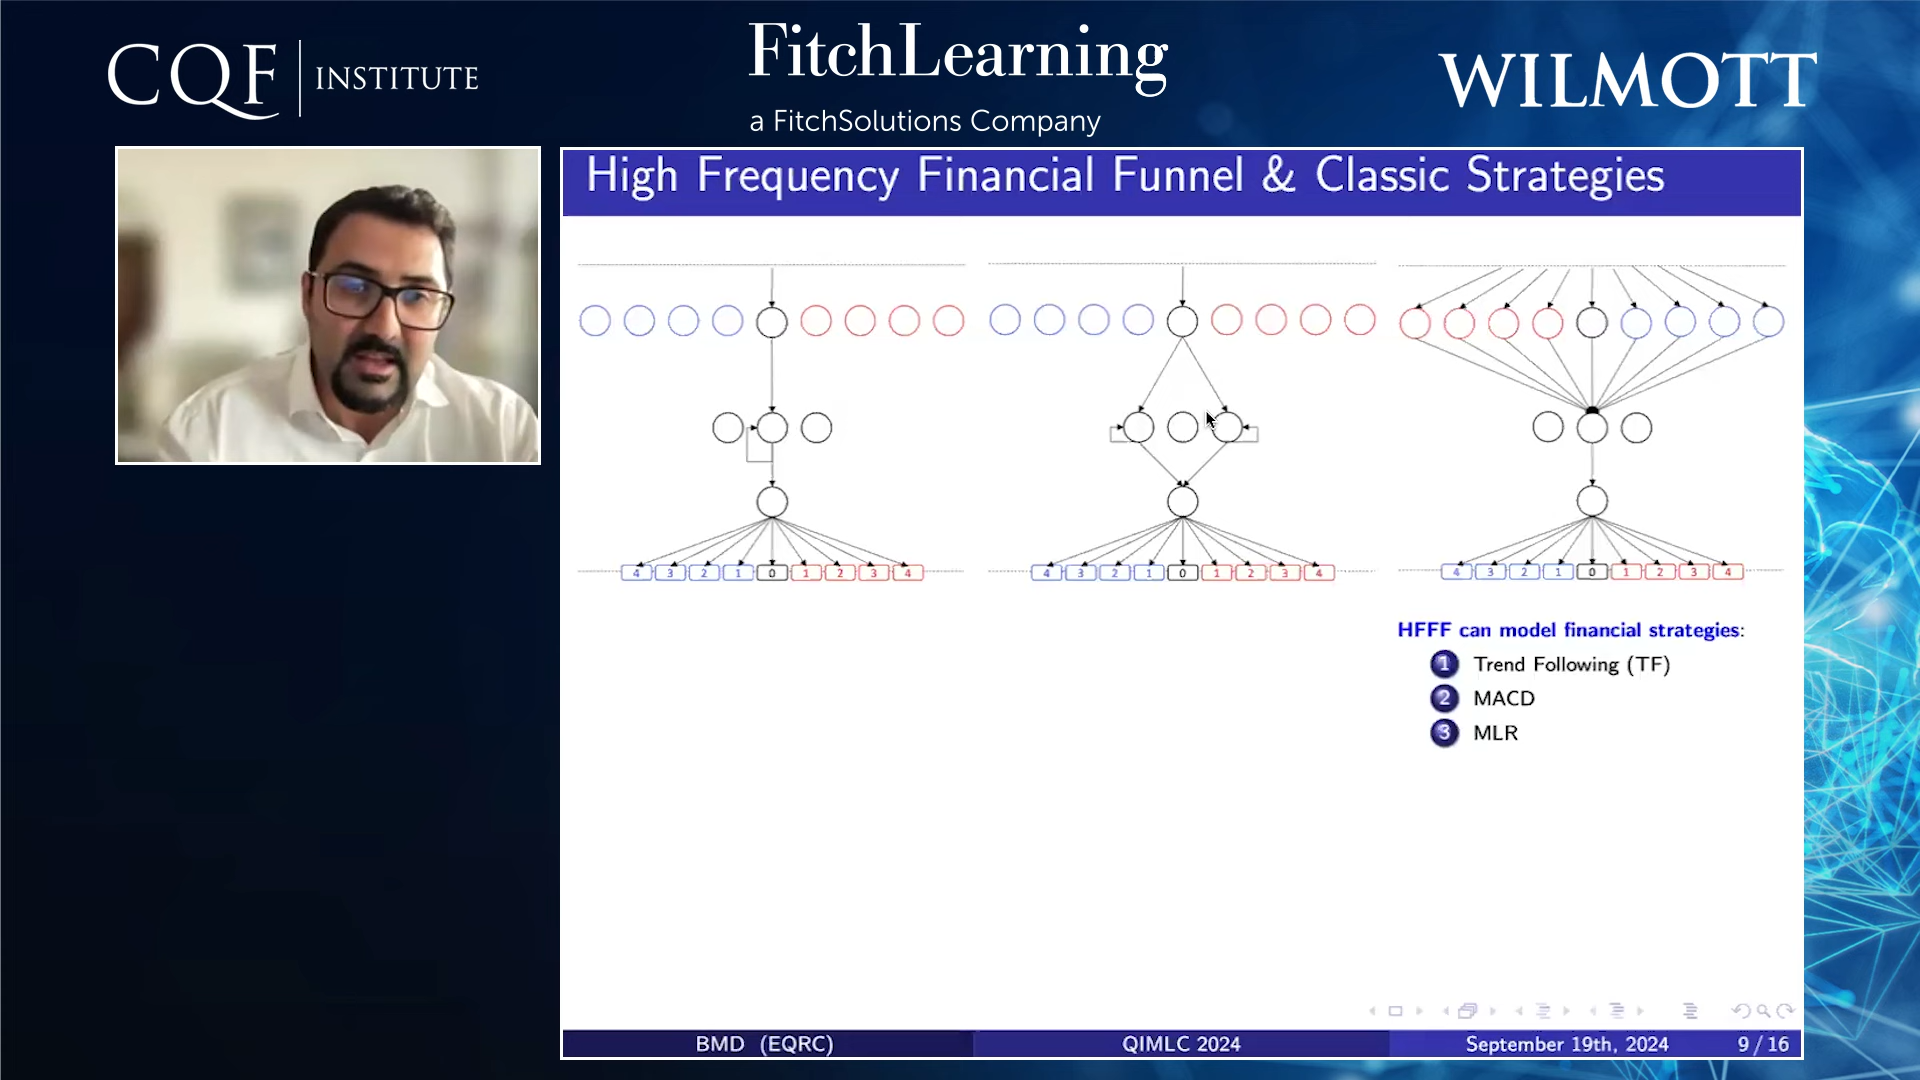 CQF INSTITUTE
FitchLearning
a FitchSolutions Company
WILMOTT
High Frequency Financial Funnel & Classic Strategies
4 3 2 1 0 1 2 3 4
4 3 2 1 0 1 2 3 4
4 3 2 1 0 1 2 3 4
HFFF can model financial strategies:
1 Trend Following (TF)
2 MACD
3 MLR
BMD (EQRC) QIMLC 2024 September 19th, 2024 9 / 16